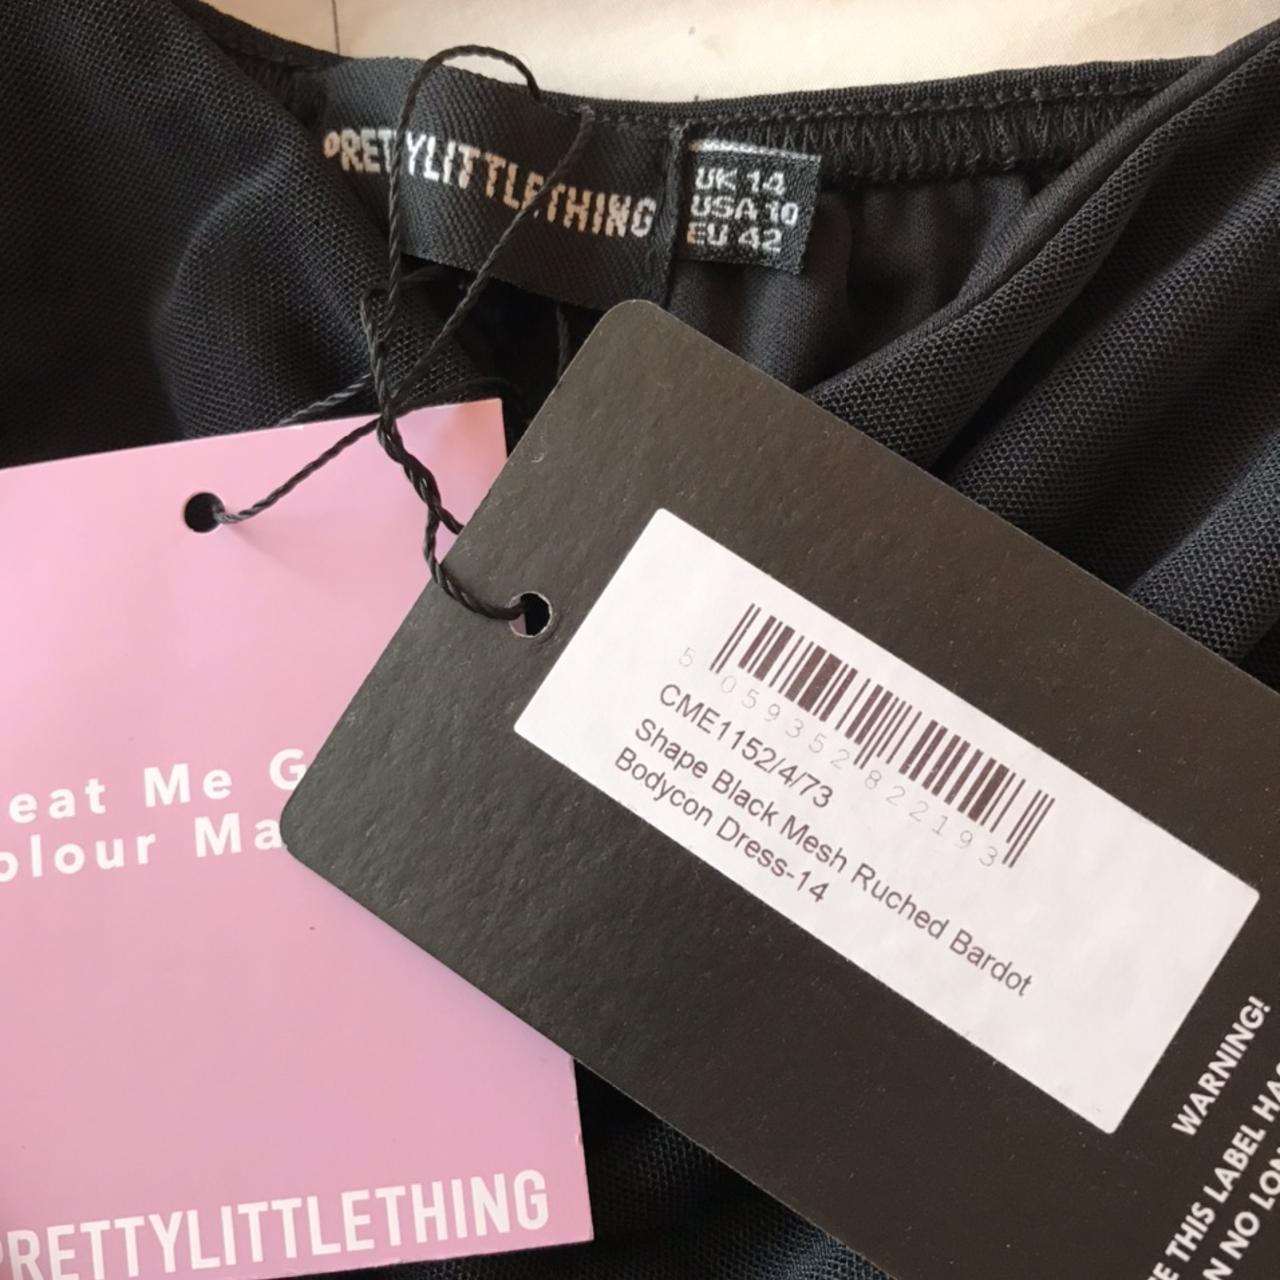 PRETTYLITTLETHING
UK 14
USA 10
EU 42
5 059352 822193
CME1152/4/73
Shape Black Mesh Ruched Bardot
Bodycon Dress-14
eat Me G
olour Ma
PRETTYLITTLETHING
WARNING!
E THIS LABEL HAS
N NO LON